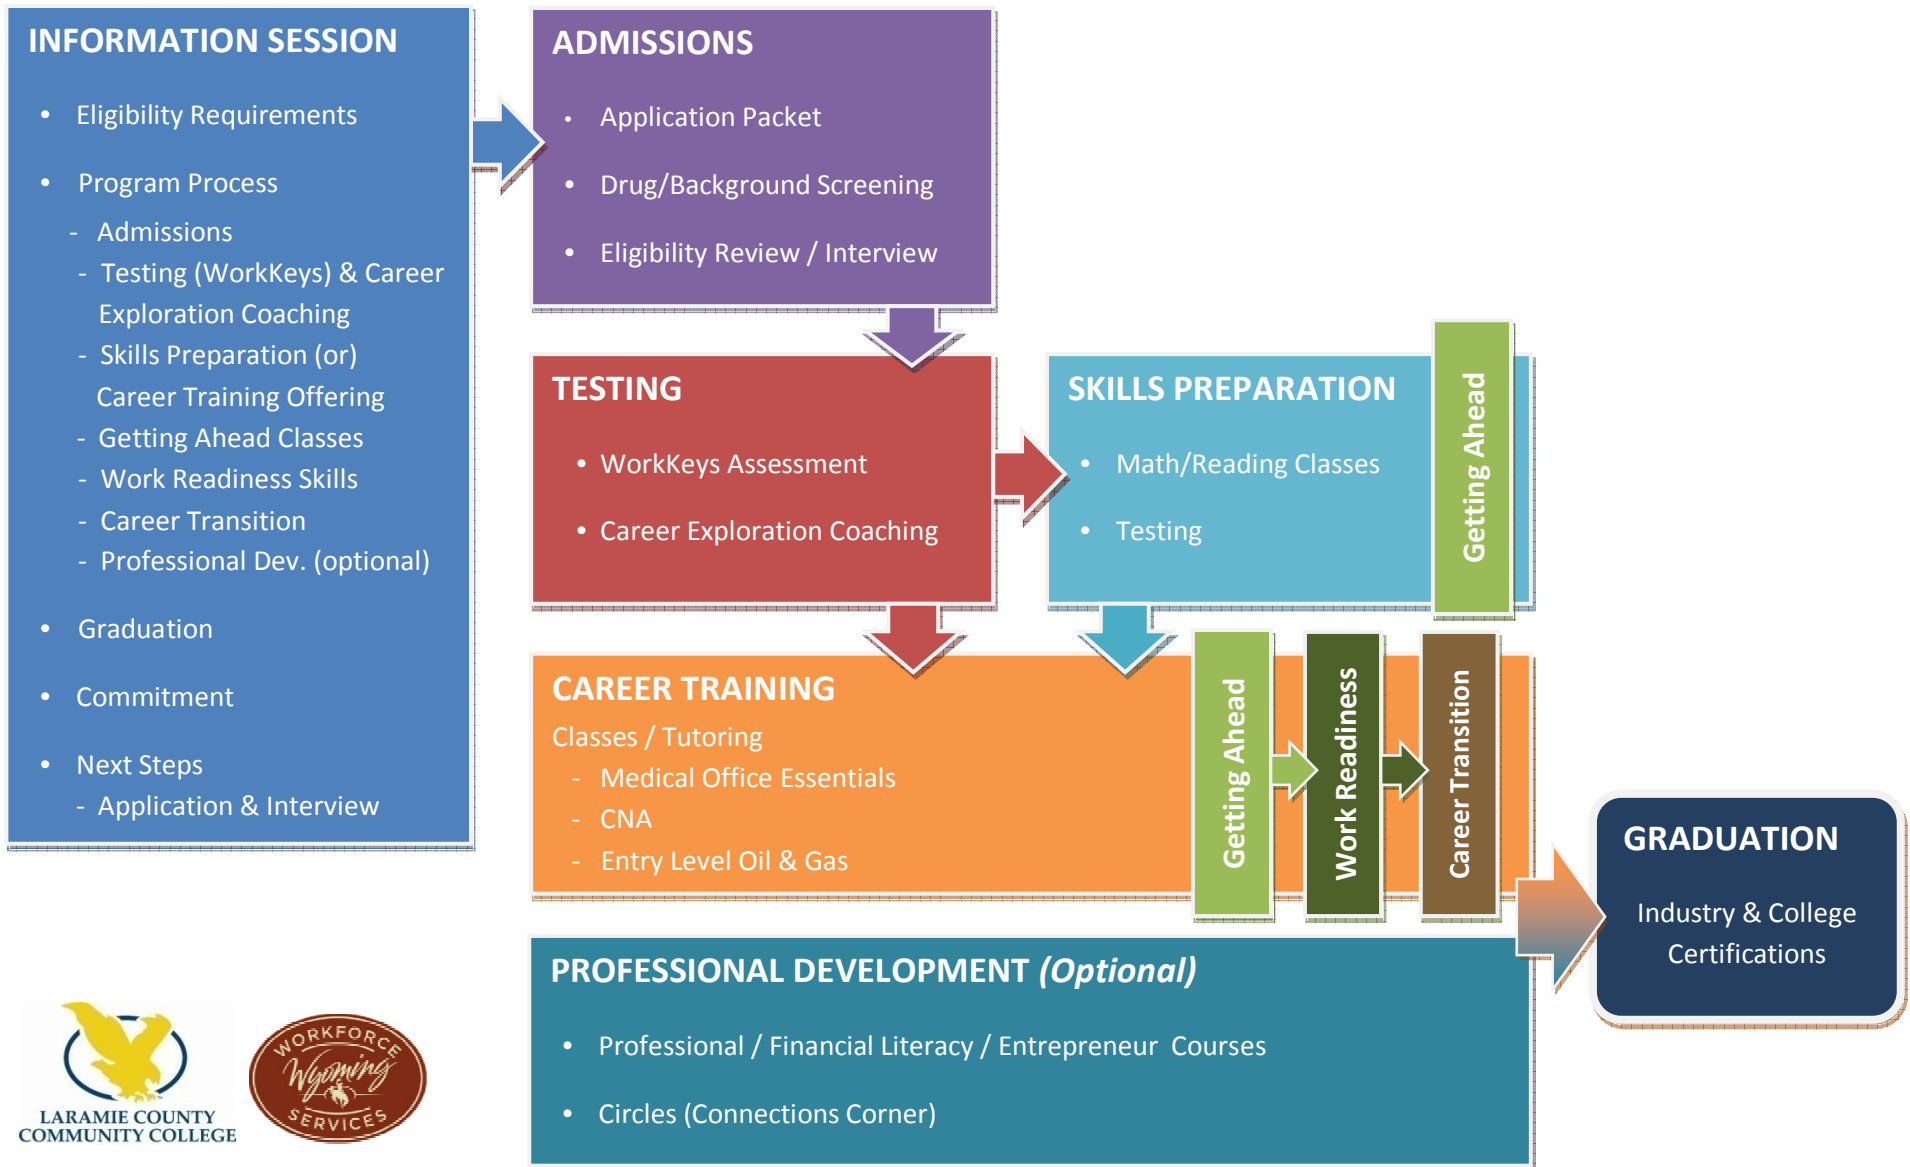 INFORMATION SESSION
• Eligibility Requirements
• Program Process
- Admissions
- Testing (WorkKeys) & Career
Exploration Coaching
- Skills Preparation (or)
Career Training Offering
- Getting Ahead Classes
- Work Readiness Skills
- Career Transition
- Professional Dev. (optional)
• Graduation
• Commitment
• Next Steps
- Application & Interview
ADMISSIONS
• Application Packet
• Drug/Background Screening
• Eligibility Review / Interview
TESTING
• WorkKeys Assessment
• Career Exploration Coaching
SKILLS PREPARATION
• Math/Reading Classes
• Testing
Getting Ahead
CAREER TRAINING
Classes / Tutoring
- Medical Office Essentials
- CNA
- Entry Level Oil & Gas
Getting Ahead
Work Readiness
Career Transition
GRADUATION
Industry & College
Certifications
PROFESSIONAL DEVELOPMENT (Optional)
• Professional / Financial Literacy / Entrepreneur Courses
• Circles (Connections Corner)
LARAMIE COUNTY
COMMUNITY COLLEGE
WORKFORCE
Wyoming
SERVICES